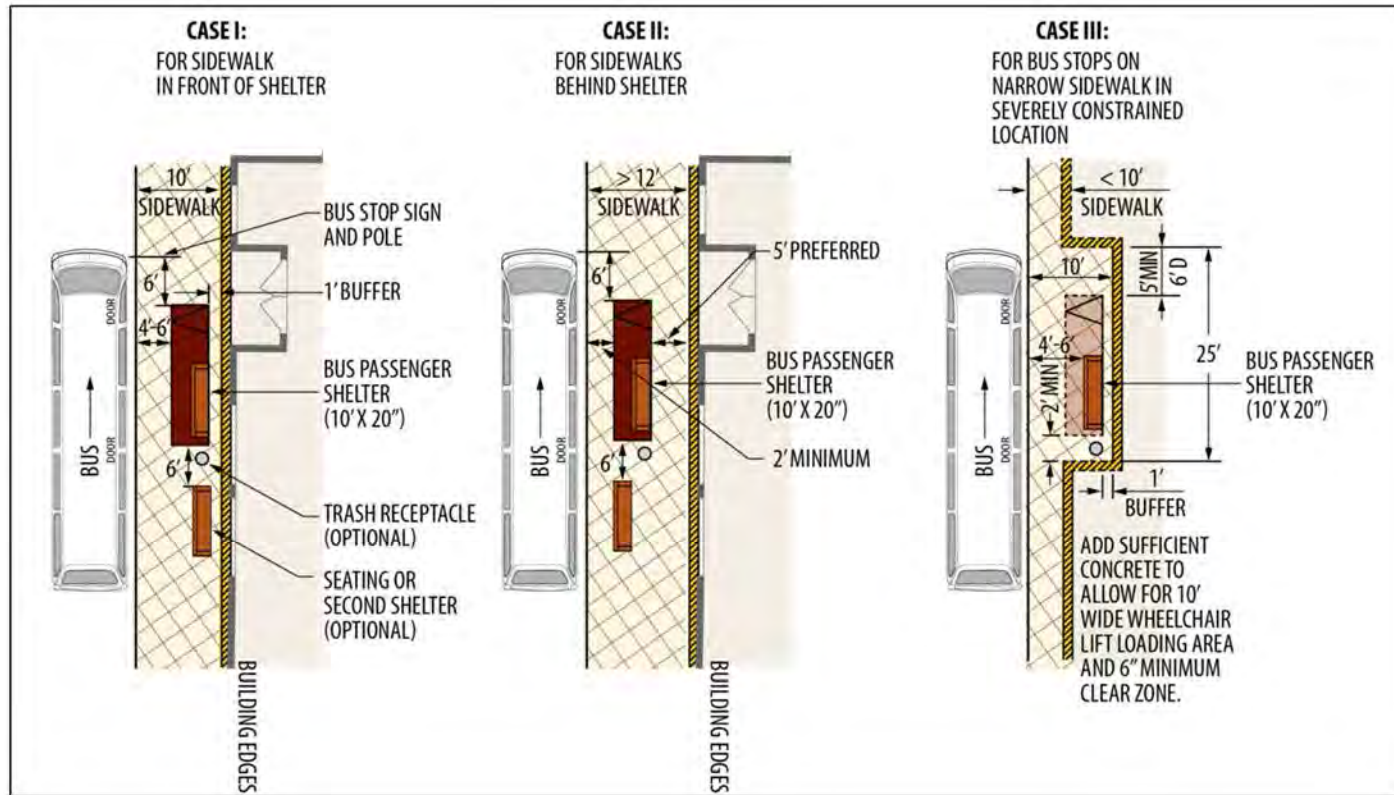 CASE I:
FOR SIDEWALK
IN FRONT OF SHELTER
10'
SIDEWALK
BUS STOP SIGN
AND POLE
6'
1' BUFFER
4'-6'
DOOR
BUS PASSENGER
SHELTER
(10' X 20")
BUS
DOOR
6'
TRASH RECEPTACLE
(OPTIONAL)
SEATING OR
SECOND SHELTER
(OPTIONAL)
BUILDING EDGES
CASE II:
FOR SIDEWALKS
BEHIND SHELTER
> 12'
SIDEWALK
5' PREFERRED
6'
DOOR
BUS PASSENGER
SHELTER
(10' X 20")
BUS
DOOR
2' MINIMUM
6'
BUILDING EDGES
CASE III:
FOR BUS STOPS ON
NARROW SIDEWALK IN
SEVERELY CONSTRAINED
LOCATION
< 10'
SIDEWALK
10'
5' MIN
6' D
DOOR
4'-6'
25'
BUS PASSENGER
SHELTER
(10' X 20")
2' MIN
BUS
DOOR
1'
BUFFER
ADD SUFFICIENT
CONCRETE TO
ALLOW FOR 10'
WIDE WHEELCHAIR
LIFT LOADING AREA
AND 6" MINIMUM
CLEAR ZONE.